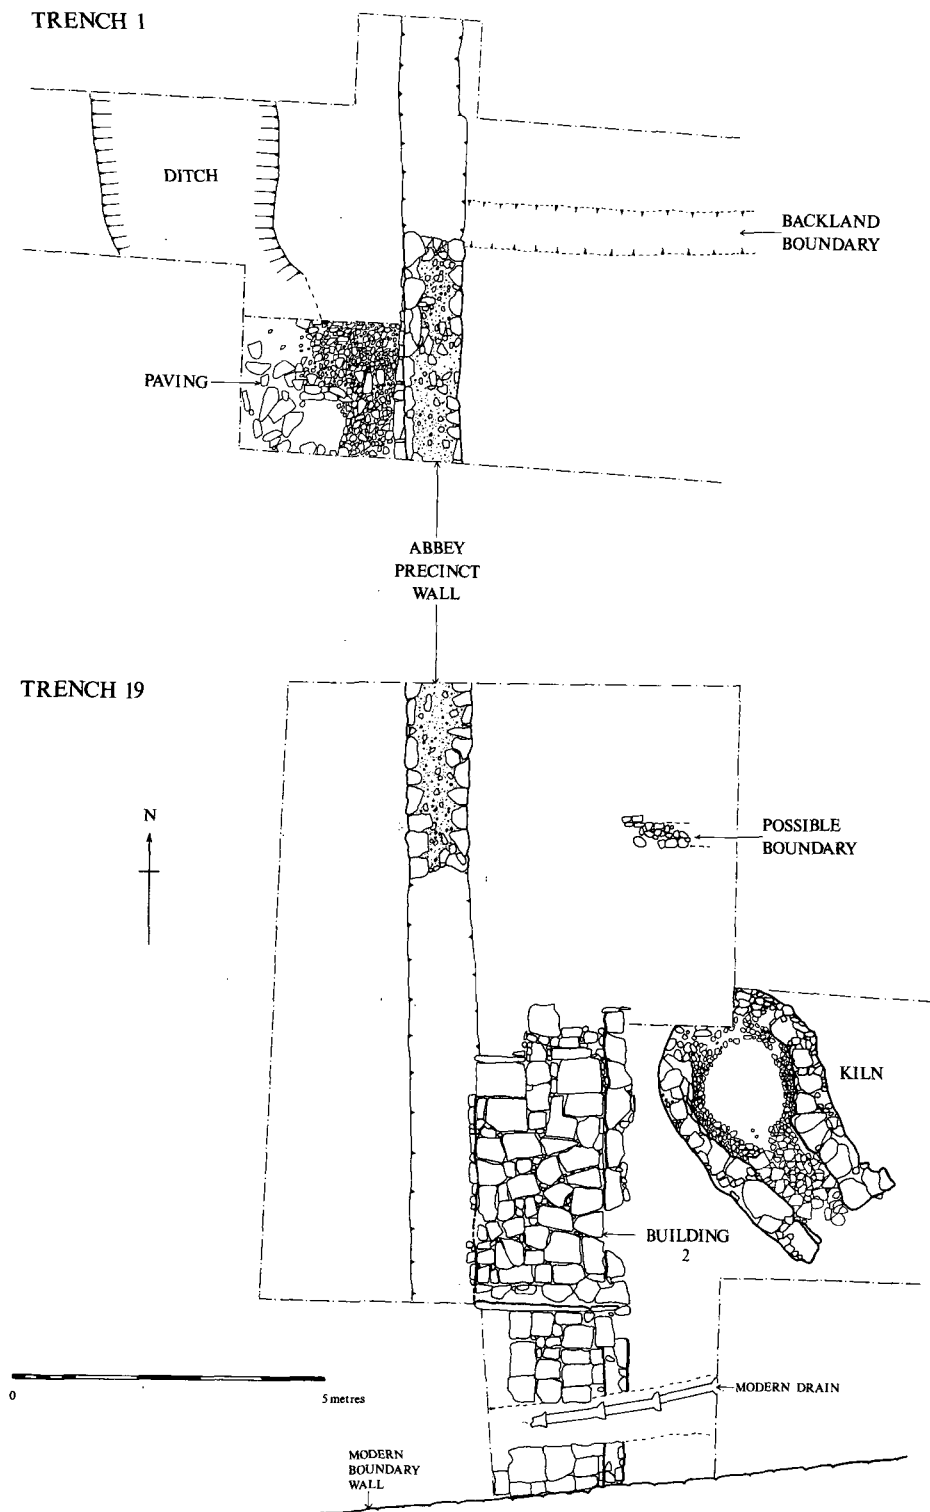 TRENCH 1
DITCH
BACKLAND
BOUNDARY
PAVING
ABBEY
PRECINCT
WALL
TRENCH 19
N
POSSIBLE
BOUNDARY
KILN
BUILDING
2
0
5 metres
MODERN DRAIN
MODERN
BOUNDARY
WALL